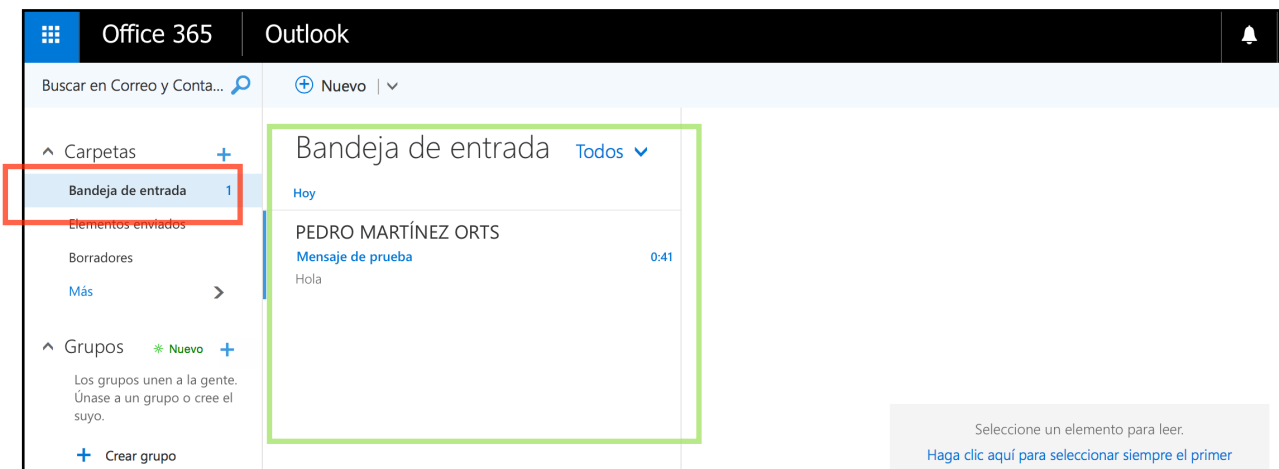 Office 365 Outlook
Buscar en Correo y Conta...
Nuevo
Carpetas
Bandeja de entrada 1
Elementos enviados
Borradores
Más
Grupos Nuevo
Los grupos unen a la gente.
Únase a un grupo o cree el
suyo.
Crear grupo
Bandeja de entrada Todos
Hoy
PEDRO MARTÍNEZ ORTS
Mensaje de prueba 0:41
Hola
Seleccione un elemento para leer.
Haga clic aquí para seleccionar siempre el primer